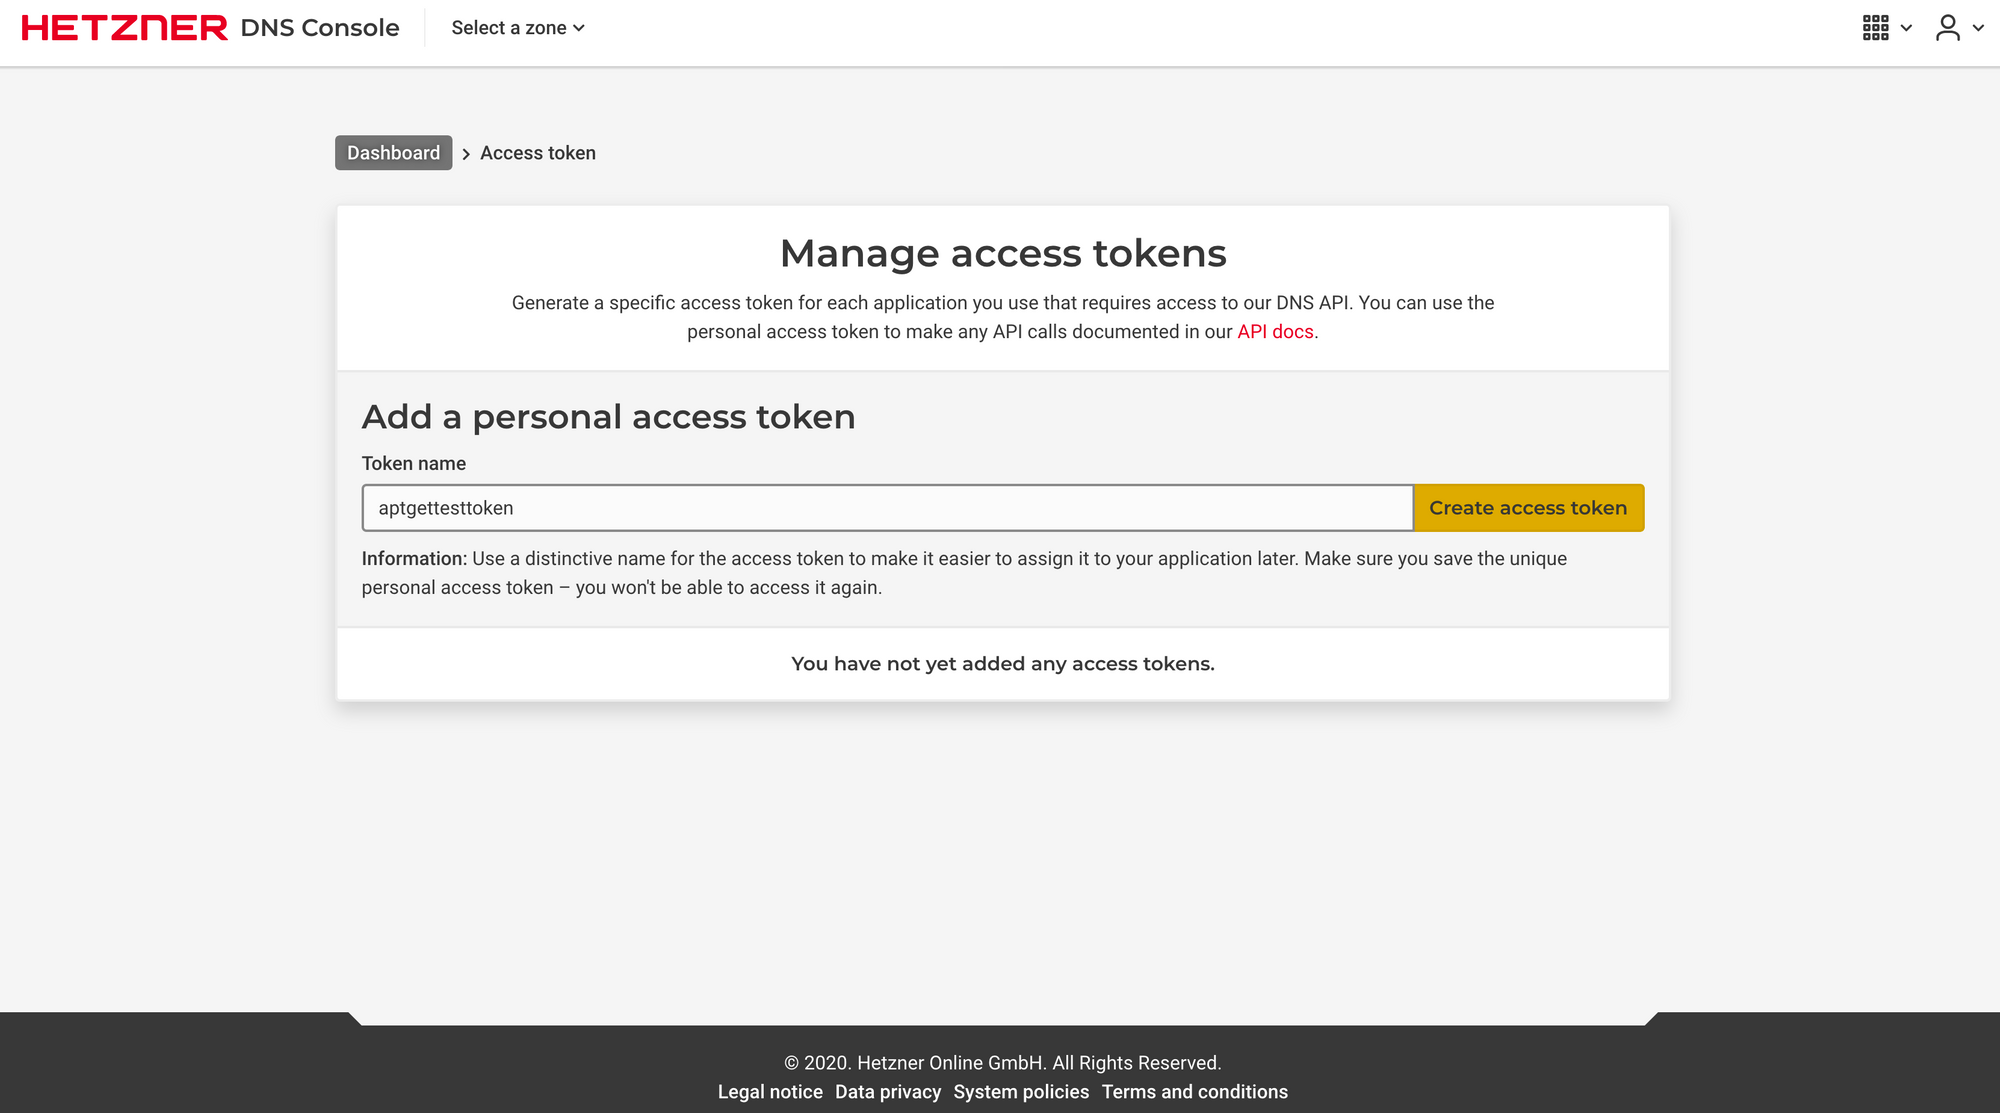 HETZNER DNS Console Select a zone
Dashboard > Access token
Manage access tokens
Generate a specific access token for each application you use that requires access to our DNS API. You can use the
personal access token to make any API calls documented in our API docs.
Add a personal access token
Token name
aptgettesttoken Create access token
Information: Use a distinctive name for the access token to make it easier to assign it to your application later. Make sure you save the unique
personal access token – you won't be able to access it again.
You have not yet added any access tokens.
© 2020. Hetzner Online GmbH. All Rights Reserved.
Legal notice Data privacy System policies Terms and conditions